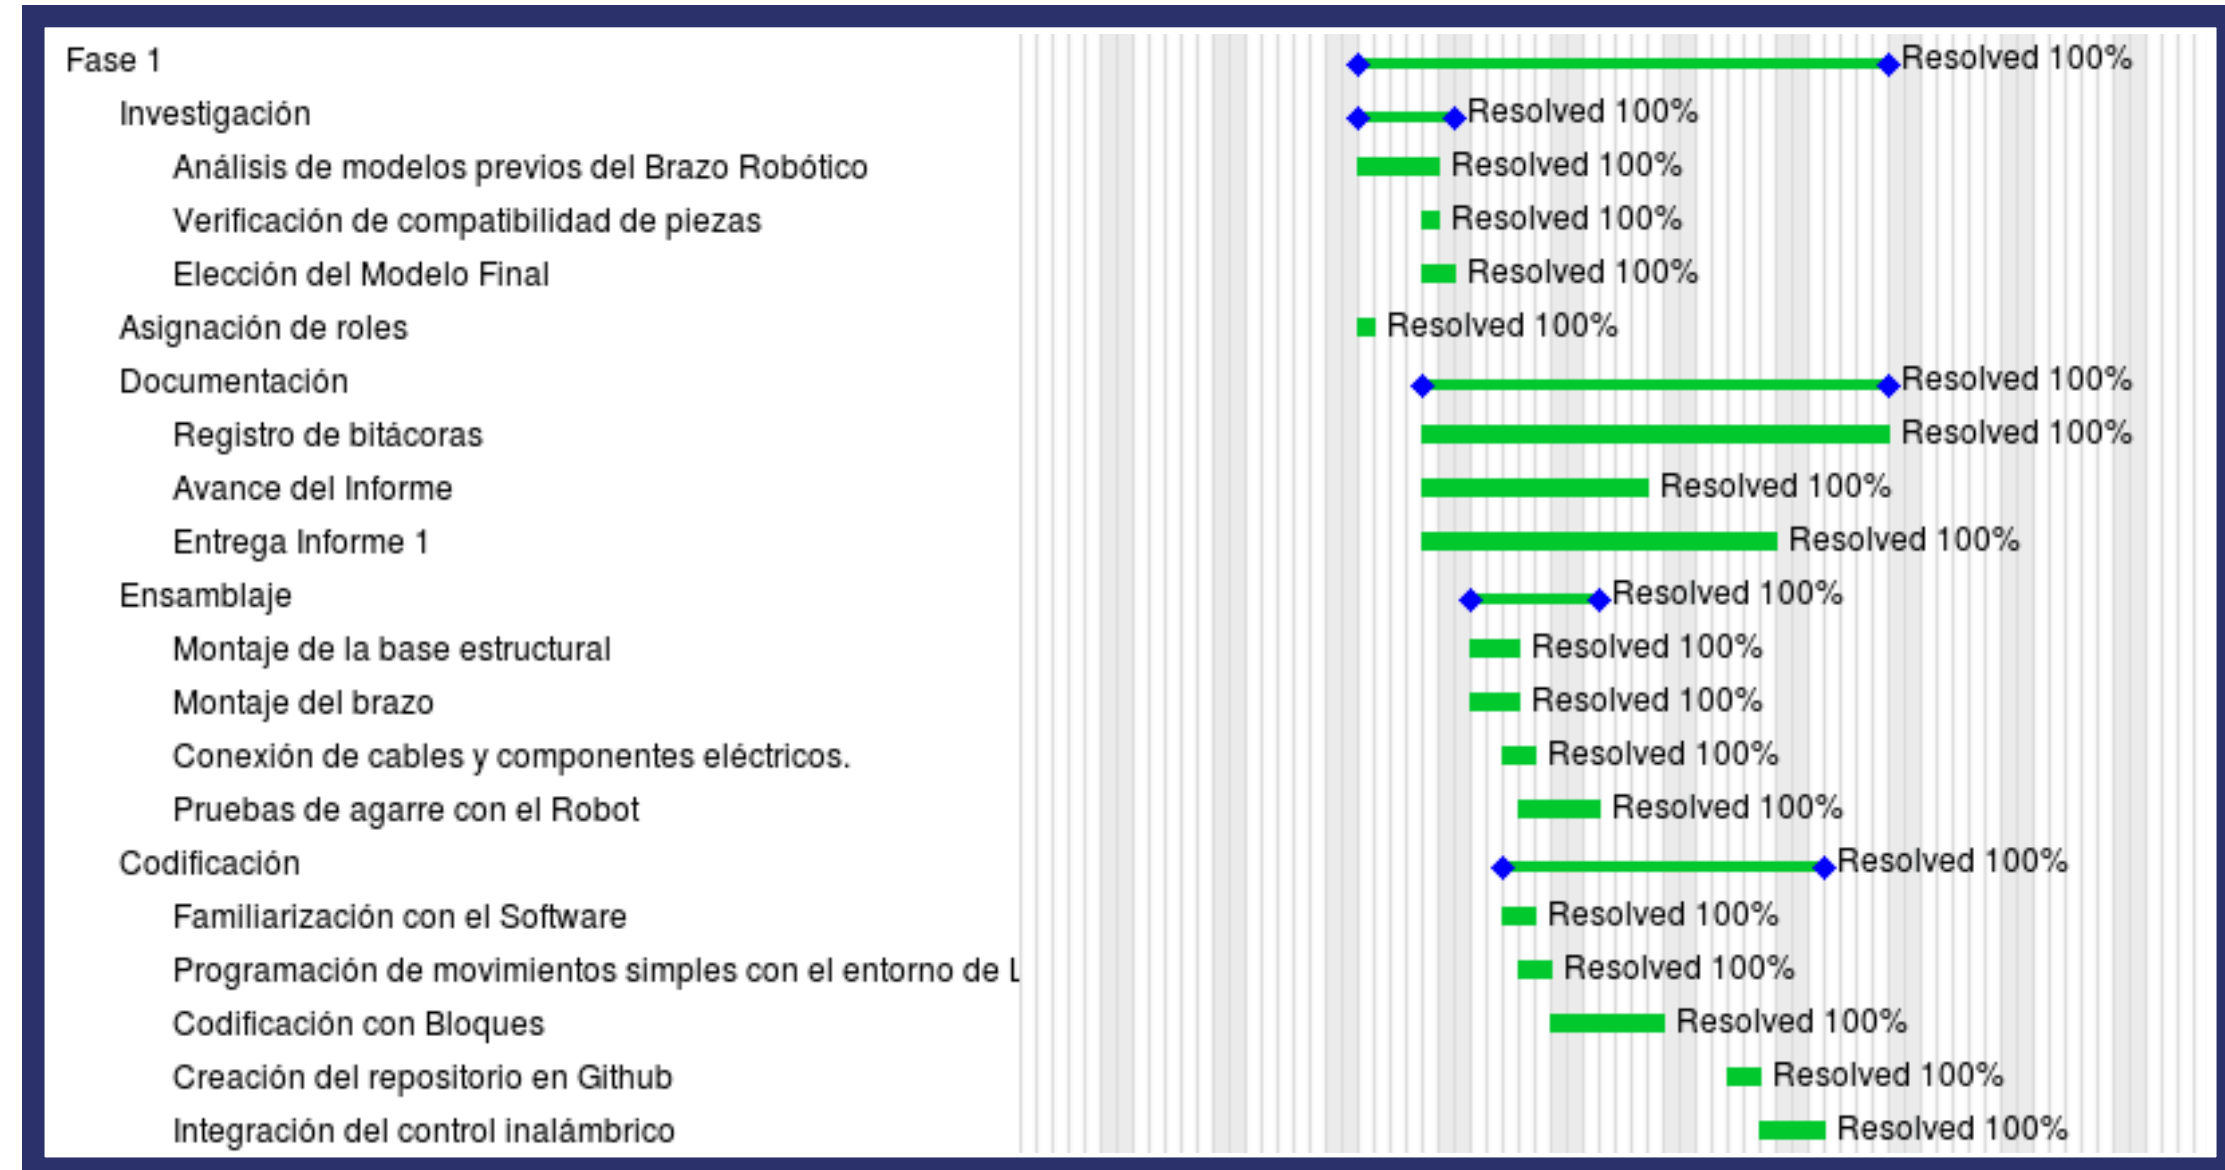 Fase 1 Resolved 100%
Investigación Resolved 100%
Análisis de modelos previos del Brazo Robótico Resolved 100%
Verificación de compatibilidad de piezas Resolved 100%
Elección del Modelo Final Resolved 100%
Asignación de roles Resolved 100%
Documentación Resolved 100%
Registro de bitácoras Resolved 100%
Avance del Informe Resolved 100%
Entrega Informe 1 Resolved 100%
Ensamblaje Resolved 100%
Montaje de la base estructural Resolved 100%
Montaje del brazo Resolved 100%
Conexión de cables y componentes eléctricos. Resolved 100%
Pruebas de agarre con el Robot Resolved 100%
Codificación Resolved 100%
Familiarización con el Software Resolved 100%
Programación de movimientos simples con el entorno de L Resolved 100%
Codificación con Bloques Resolved 100%
Creación del repositorio en Github Resolved 100%
Integración del control inalámbrico Resolved 100%